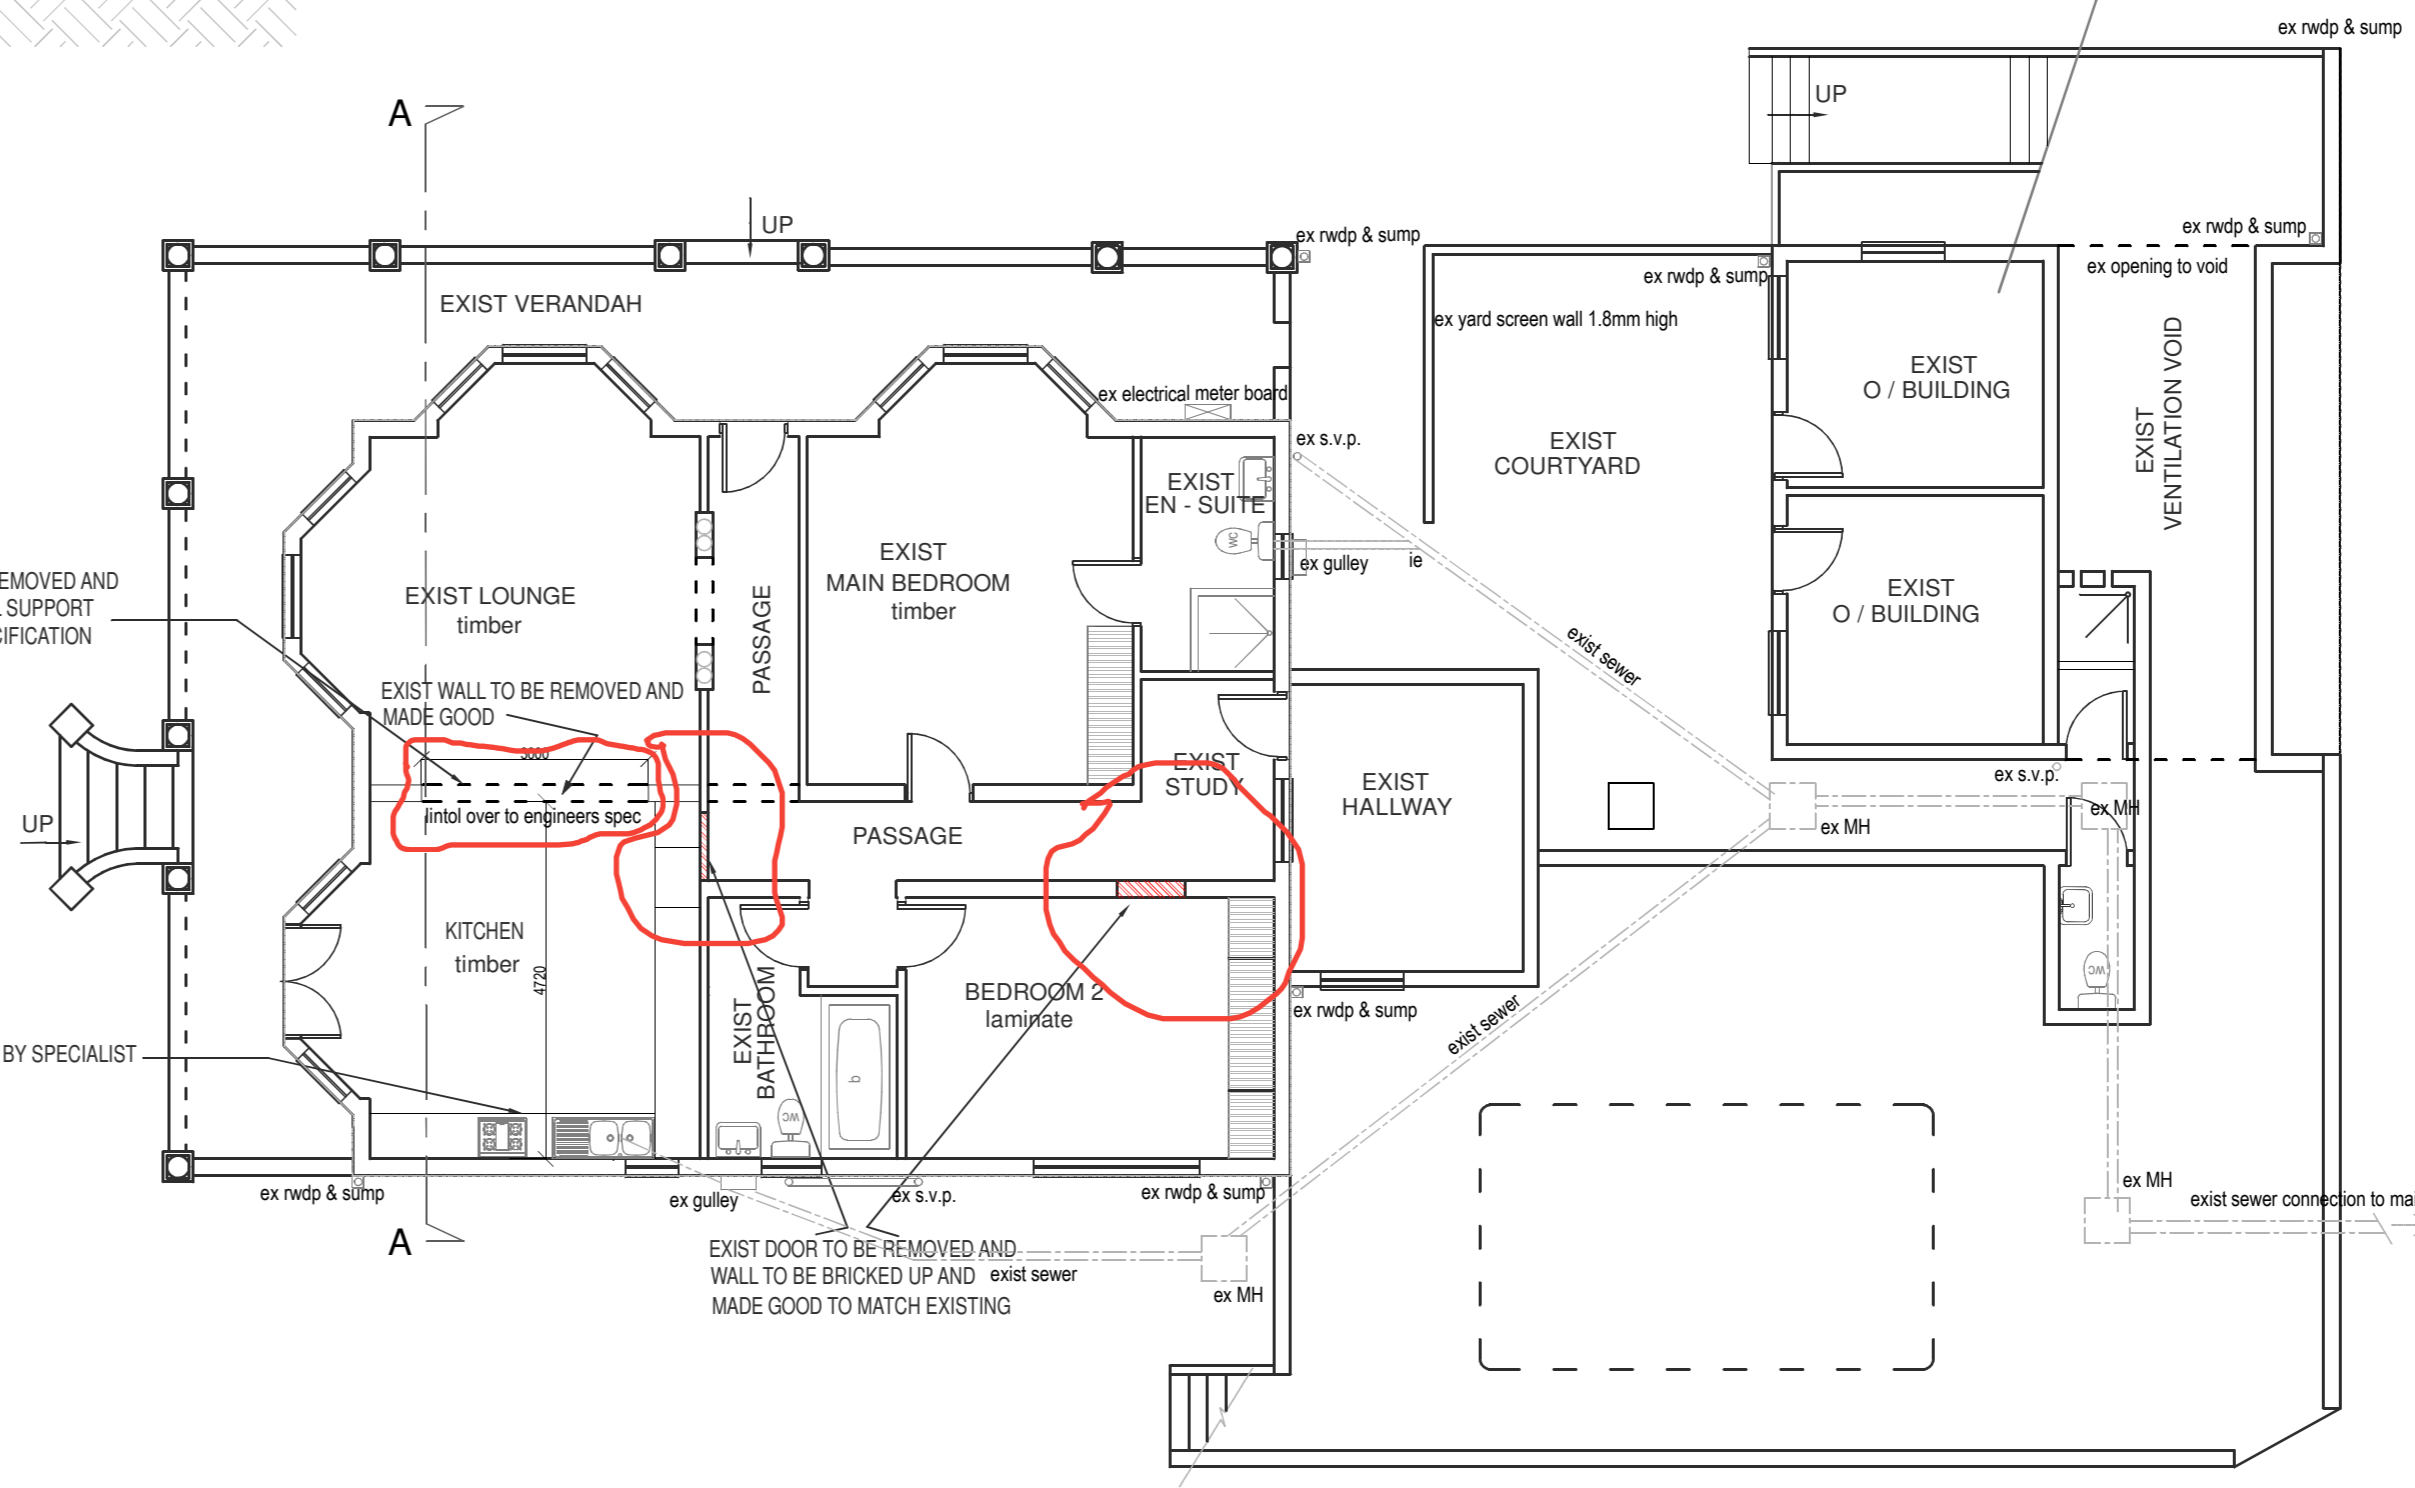 ex rwdp & sump
UP
A
UP
ex rwdp & sump
ex rwdp & sump
ex rwdp & sump
ex opening to void
EXIST VERANDAH
ex yard screen wall 1.8mm high
EXIST
O / BUILDING
EXIST
VENTILATION VOID
ex electrical meter board
ex s.v.p.
EXIST
COURTYARD
EXIST
EN - SUITE
WC
ex gulley
ie
EXIST
MAIN BEDROOM
timber
EXIST LOUNGE
timber
PASSAGE
EMOVED AND
SUPPORT
CIFICATION
EXIST
O / BUILDING
exist sewer
EXIST WALL TO BE REMOVED AND
MADE GOOD
3000
EXIST
STUDY
EXIST
HALLWAY
ex s.v.p.
ex MH
ex MH
lintol over to engineers spec
UP
PASSAGE
KITCHEN
timber
4720
BEDROOM 2
laminate
EXIST
BATHROOM
WC
b
WC
ex rwdp & sump
exist sewer
BY SPECIALIST
ex rwdp & sump
ex gulley
ex s.v.p.
ex rwdp & sump
ex MH
exist sewer connection to mai
A
EXIST DOOR TO BE REMOVED AND
WALL TO BE BRICKED UP AND
MADE GOOD TO MATCH EXISTING
exist sewer
ex MH